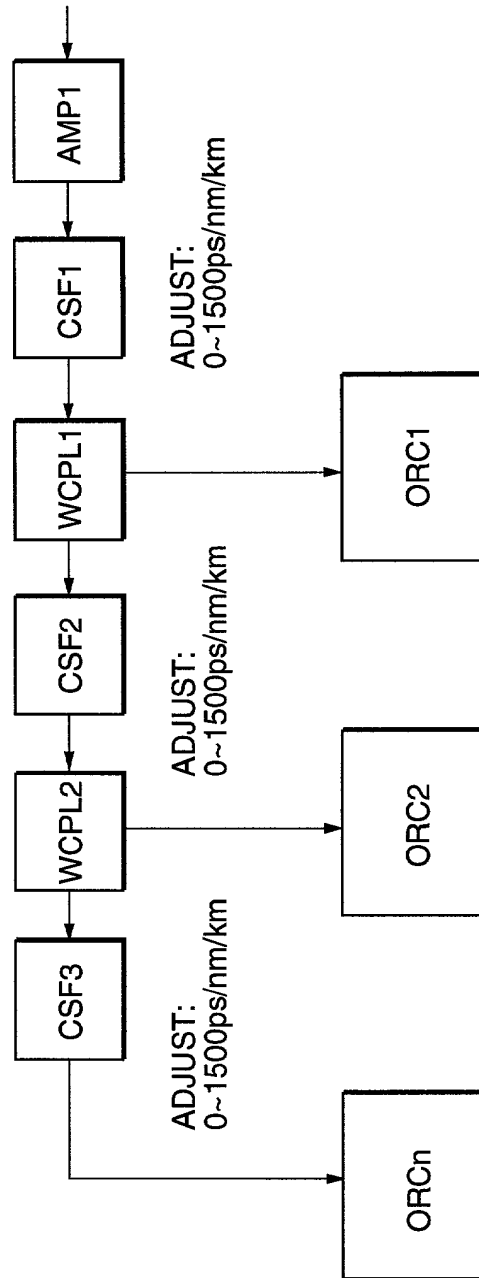 CSF3
WCPL2
CSF2
WCPL1
CSF1
AMP1
ADJUST:
0~1500ps/nm/km
ADJUST:
0~1500ps/nm/km
ADJUST:
0~1500ps/nm/km
ORCn
ORC2
ORC1